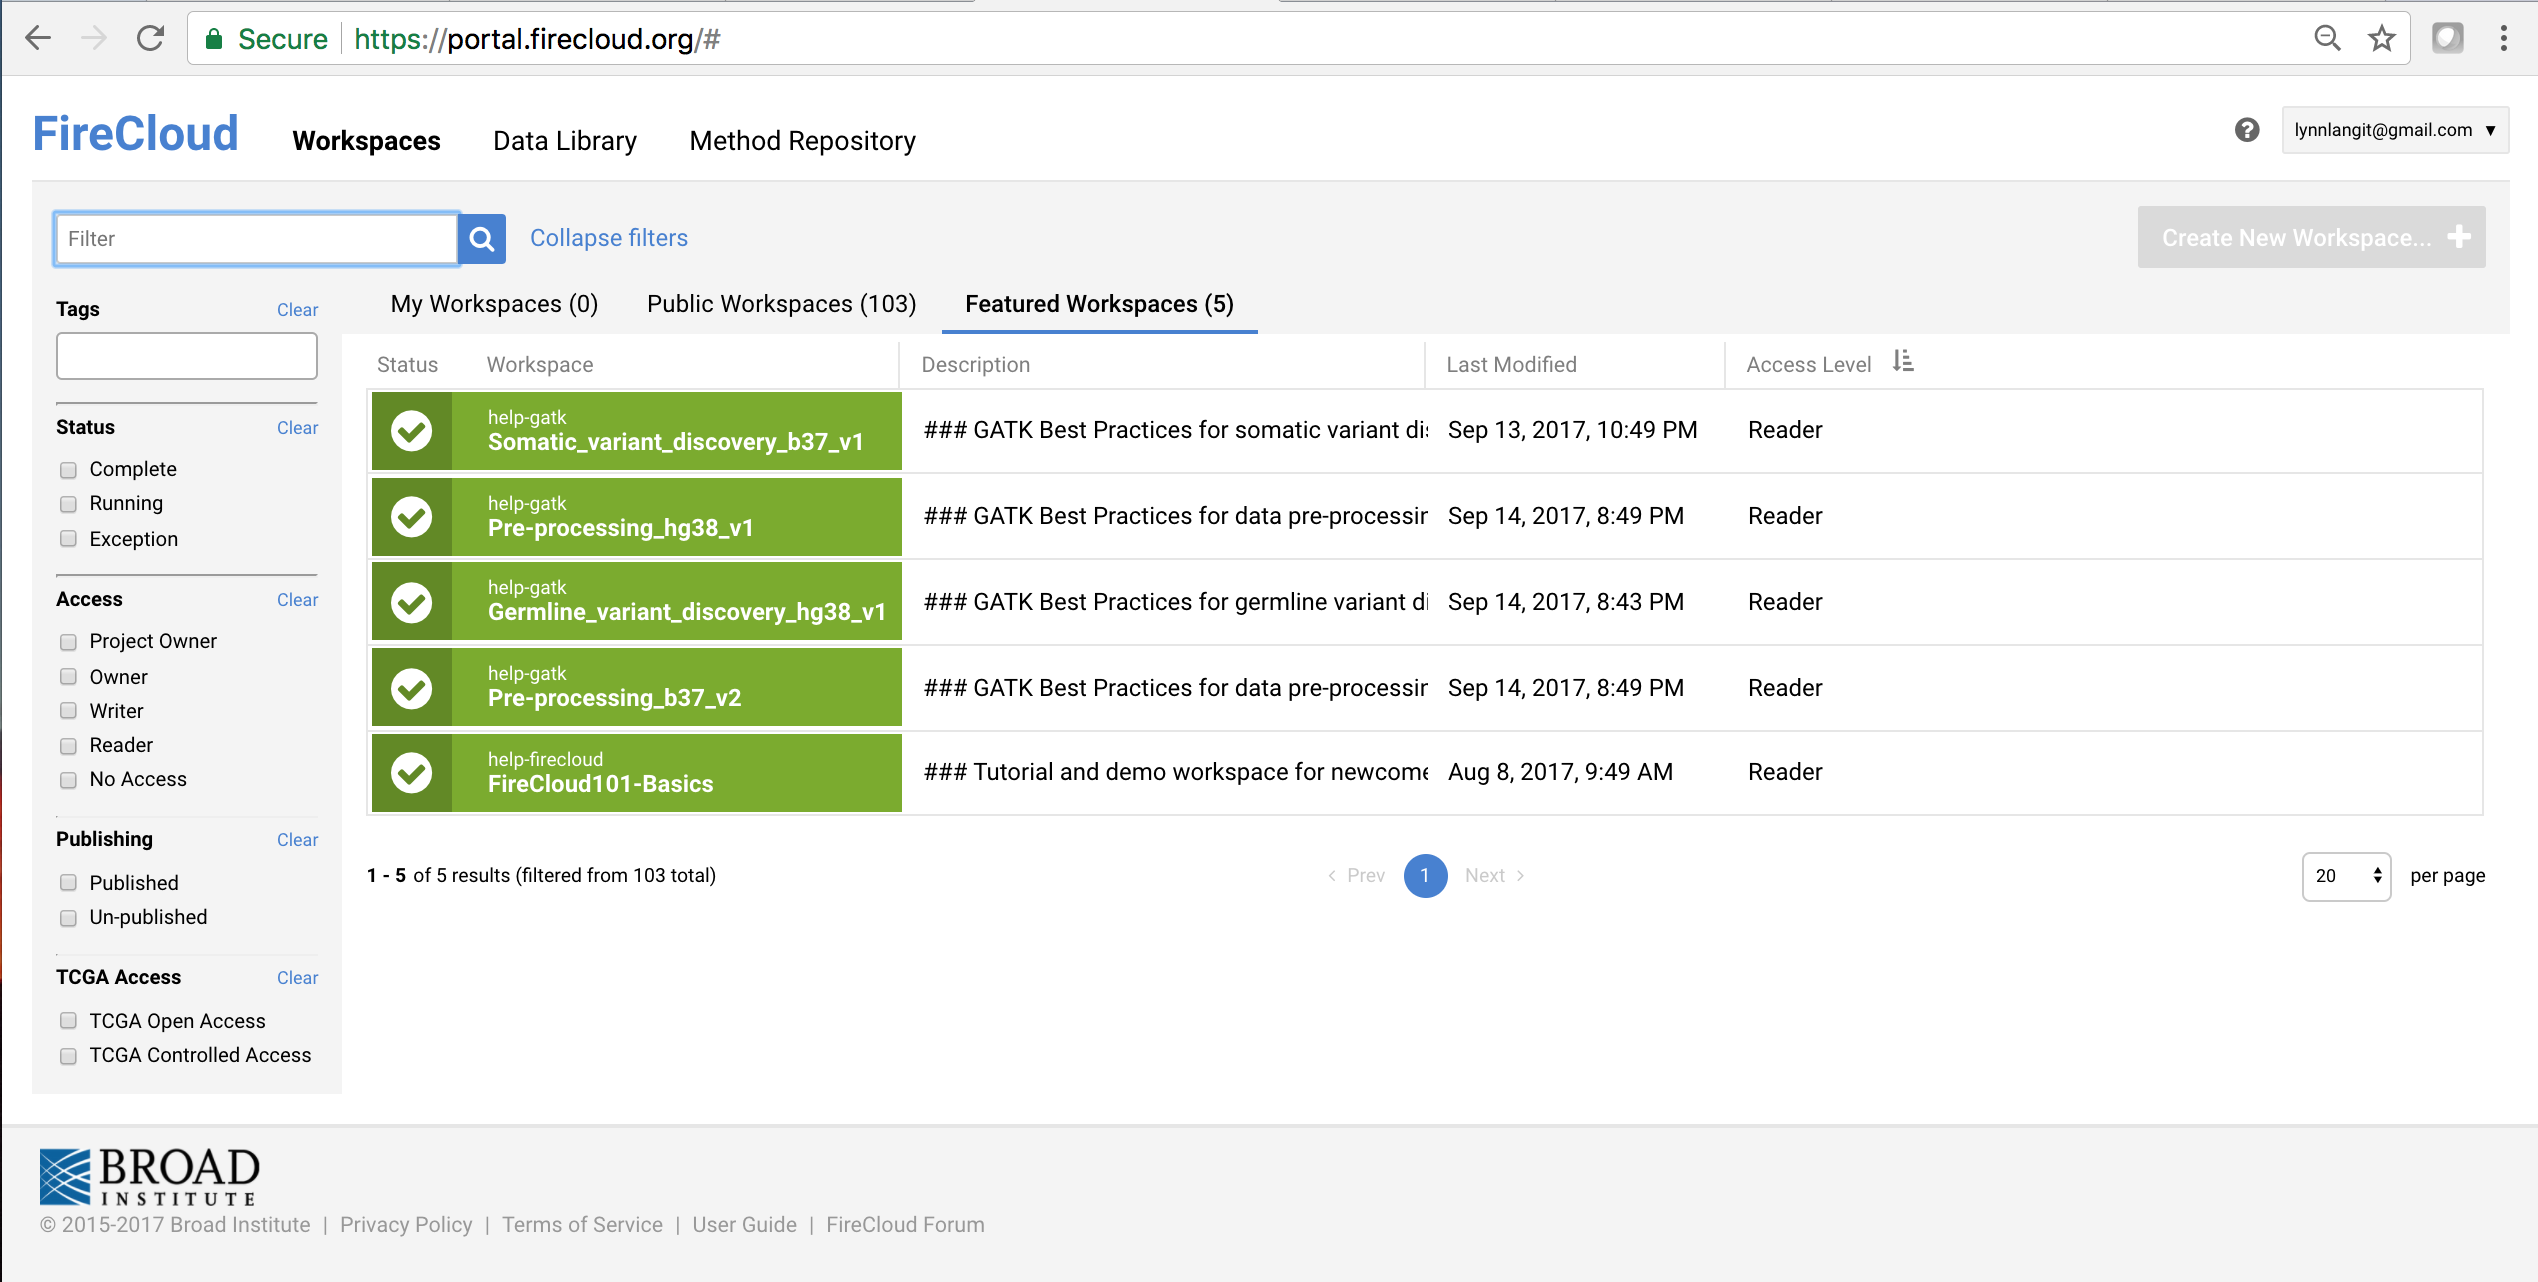 Secure https://portal.firecloud.org/#
FireCloud Workspaces Data Library Method Repository lynnlangit@gmail.com
Filter Collapse filters Create New Workspace...
My Workspaces (0) Public Workspaces (103) Featured Workspaces (5)
Tags Clear
Status Clear
Complete
Running
Exception
Access Clear
Project Owner
Owner
Writer
Reader
No Access
Publishing Clear
Published
Un-published
TCGA Access Clear
TCGA Open Access
TCGA Controlled Access
Status Workspace Description Last Modified Access Level
help-gatk
Somatic_variant_discovery_b37_v1 ### GATK Best Practices for somatic variant di Sep 13, 2017, 10:49 PM Reader
help-gatk
Pre-processing_hg38_v1 ### GATK Best Practices for data pre-processin Sep 14, 2017, 8:49 PM Reader
help-gatk
Germline_variant_discovery_hg38_v1 ### GATK Best Practices for germline variant di Sep 14, 2017, 8:43 PM Reader
help-gatk
Pre-processing_b37_v2 ### GATK Best Practices for data pre-processin Sep 14, 2017, 8:49 PM Reader
help-firecloud
FireCloud101-Basics ### Tutorial and demo workspace for newcome Aug 8, 2017, 9:49 AM Reader
1 - 5 of 5 results (filtered from 103 total) Prev 1 Next 20 per page
BROAD
INSTITUTE
© 2015-2017 Broad Institute | Privacy Policy | Terms of Service | User Guide | FireCloud Forum